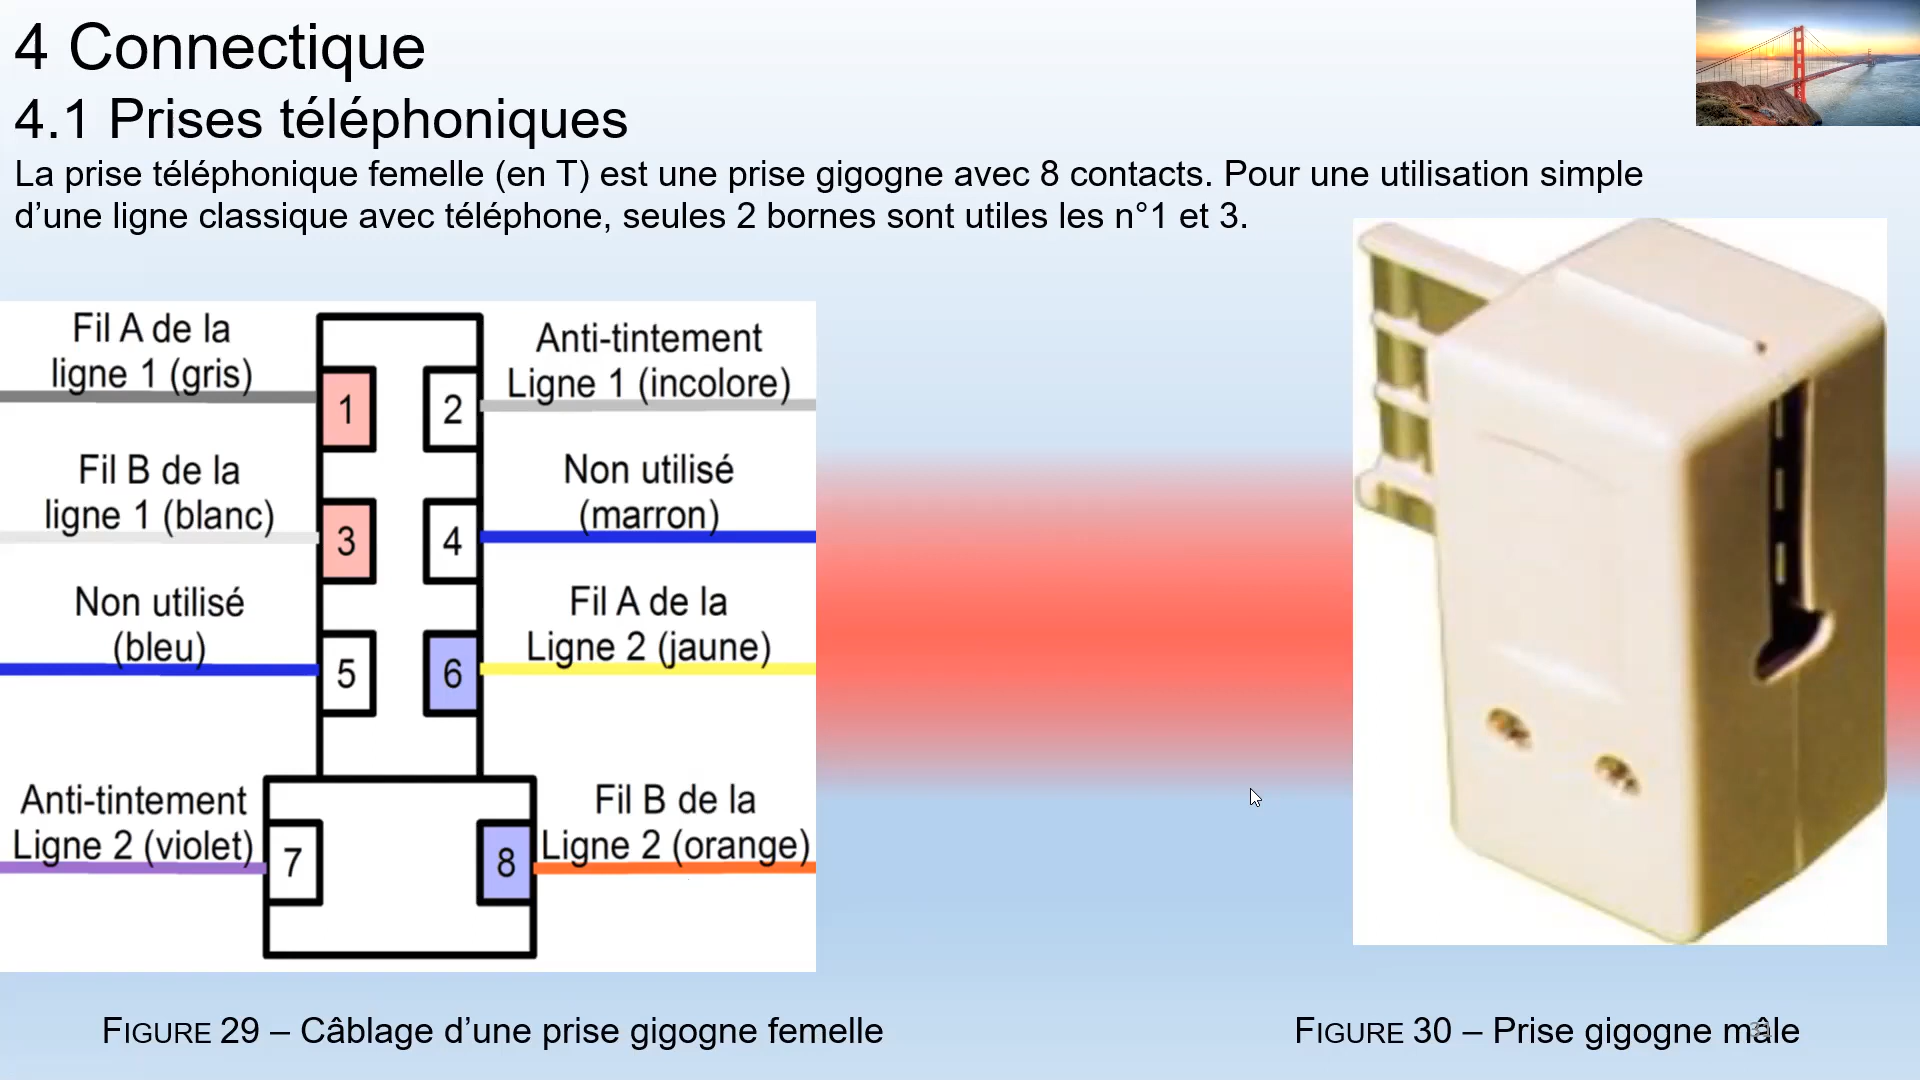 4 Connectique
4.1 Prises téléphoniques
La prise téléphonique femelle (en T) est une prise gigogne avec 8 contacts. Pour une utilisation simple
d’une ligne classique avec téléphone, seules 2 bornes sont utiles les n°1 et 3.
Fil A de la
ligne 1 (gris)
1
2
Anti-tintement
Ligne 1 (incolore)
Fil B de la
ligne 1 (blanc)
3
4
Non utilisé
(marron)
Non utilisé
(bleu)
5
6
Fil A de la
Ligne 2 (jaune)
Anti-tintement
Ligne 2 (violet)
7
8
Fil B de la
Ligne 2 (orange)
FIGURE 29 – Câblage d’une prise gigogne femelle
FIGURE 30 – Prise gigogne mâle